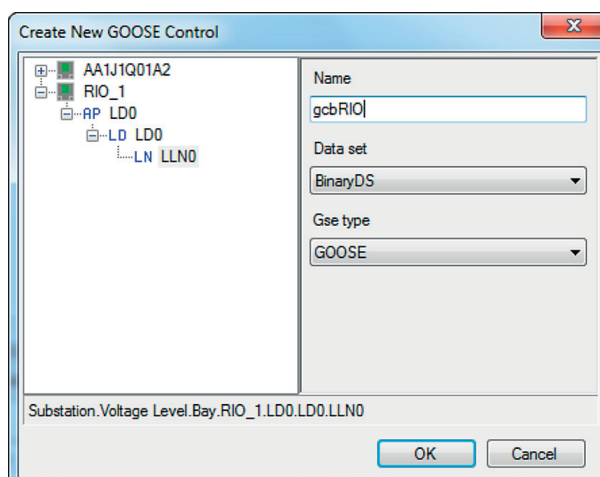 Create New GOOSE Control
AA1J1Q01A2
RIO_1
AP LD0
LD LD0
LN LLN0
Name
gcbRIO
Data set
BinaryDS
Gse type
GOOSE
Substation.Voltage Level.Bay.RIO_1.LD0.LD0.LLN0
OK
Cancel